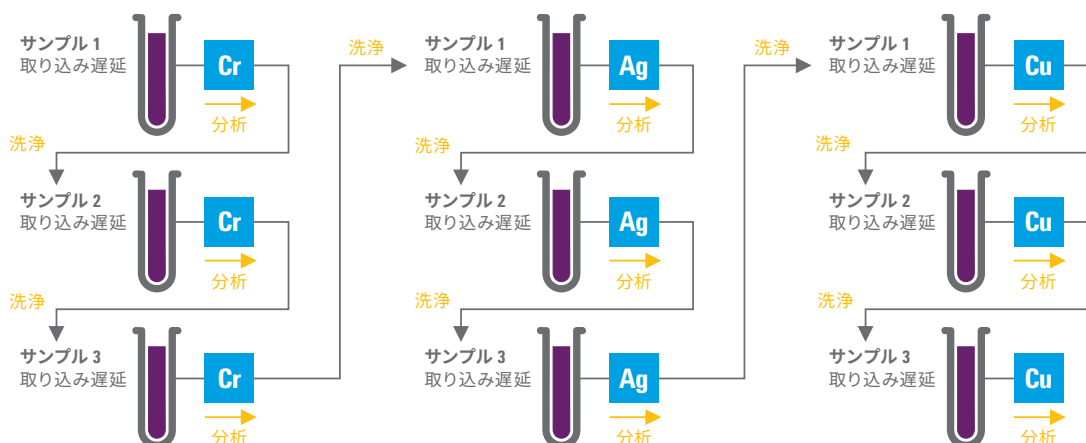 サンプル 1
取り込み遅延
Cr
分析
洗浄
サンプル 2
取り込み遅延
Cr
分析
洗浄
サンプル 3
取り込み遅延
Cr
分析
洗浄
サンプル 1
取り込み遅延
Ag
分析
洗浄
サンプル 2
取り込み遅延
Ag
分析
洗浄
サンプル 3
取り込み遅延
Ag
分析
洗浄
サンプル 1
取り込み遅延
Cu
分析
洗浄
サンプル 2
取り込み遅延
Cu
分析
洗浄
サンプル 3
取り込み遅延
Cu
分析